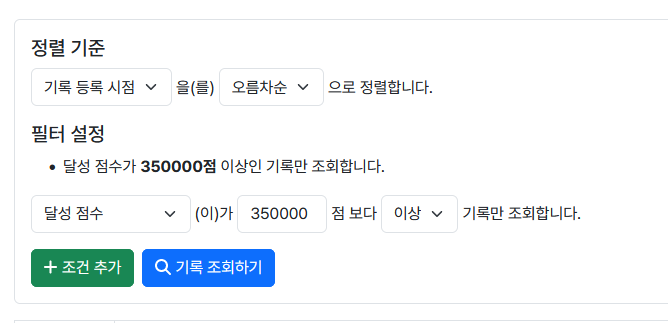 정렬 기준
기록 등록 시점 을(를) 오름차순 으로 정렬합니다.
필터 설정
• 달성 점수가 350000점 이상인 기록만 조회합니다.
달성 점수 (이)가 350000 점 보다 이상 기록만 조회합니다.
+ 조건 추가 기록 조회하기